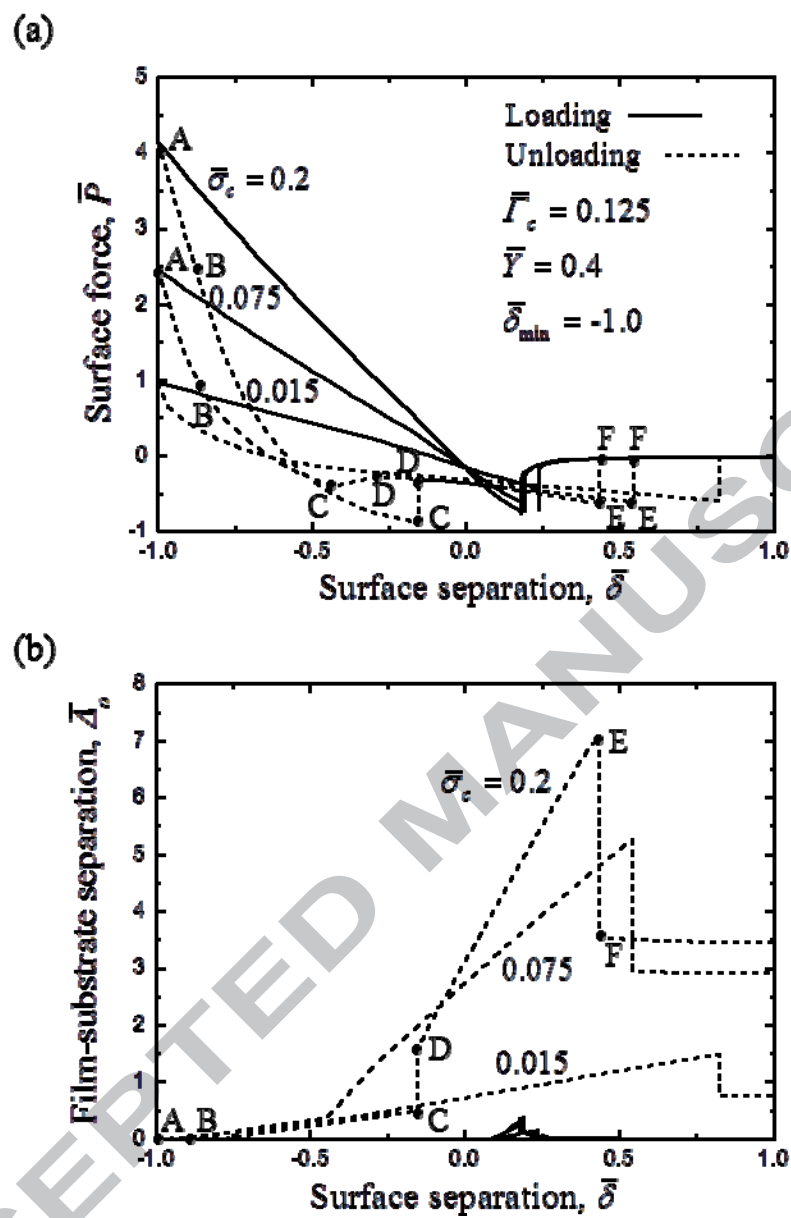 (a)
5
4
3
2
1
0
-1
-1.0
-0.5
0.0
0.5
1.0
Surface force, P̅
Surface separation, δ̅
Loading
Unloading
Γ̅c = 0.125
Y̅ = 0.4
δ̅min = -1.0
σ̅c = 0.2
0.075
0.015
A
A
B
B
C
D
D
C
F
F
E
E
(b)
8
7
6
5
4
3
2
1
0
-1.0
-0.5
0.0
0.5
1.0
Film-substrate separation, Δ̅n
Surface separation, δ̅
σ̅c = 0.2
0.075
0.015
A
B
C
D
E
F
CEPTED MANUSC